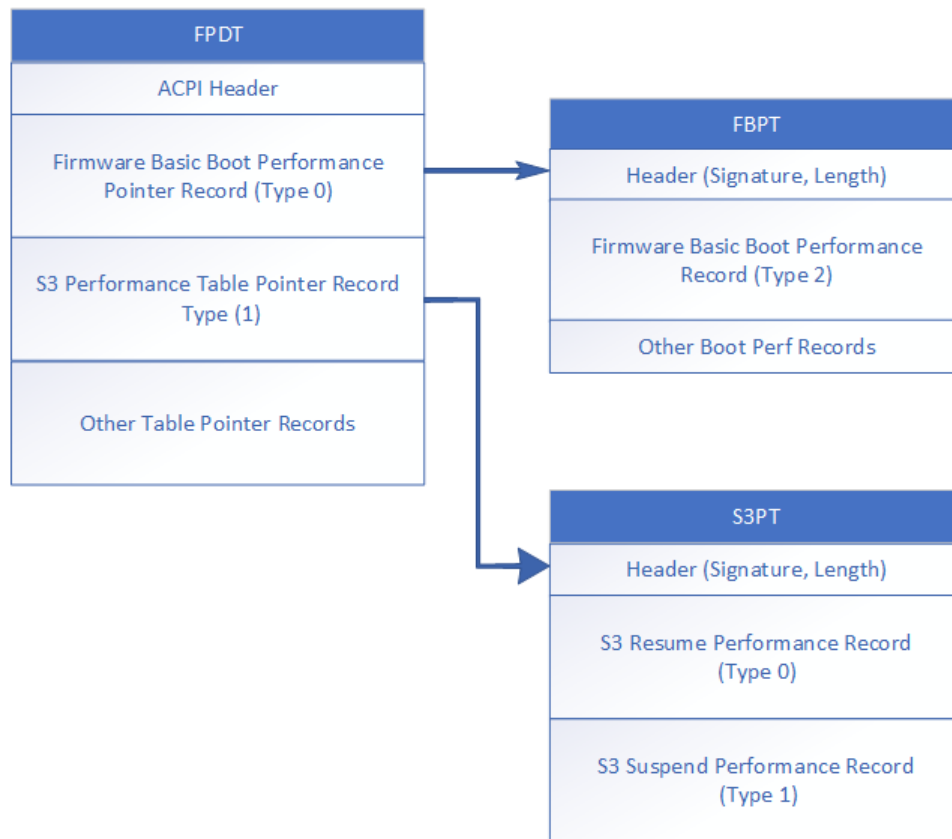 FPDT
ACPI Header
Firmware Basic Boot Performance
Pointer Record (Type 0)
S3 Performance Table Pointer Record
Type (1)
Other Table Pointer Records
FBPT
Header (Signature, Length)
Firmware Basic Boot Performance
Record (Type 2)
Other Boot Perf Records
S3PT
Header (Signature, Length)
S3 Resume Performance Record
(Type 0)
S3 Suspend Performance Record
(Type 1)